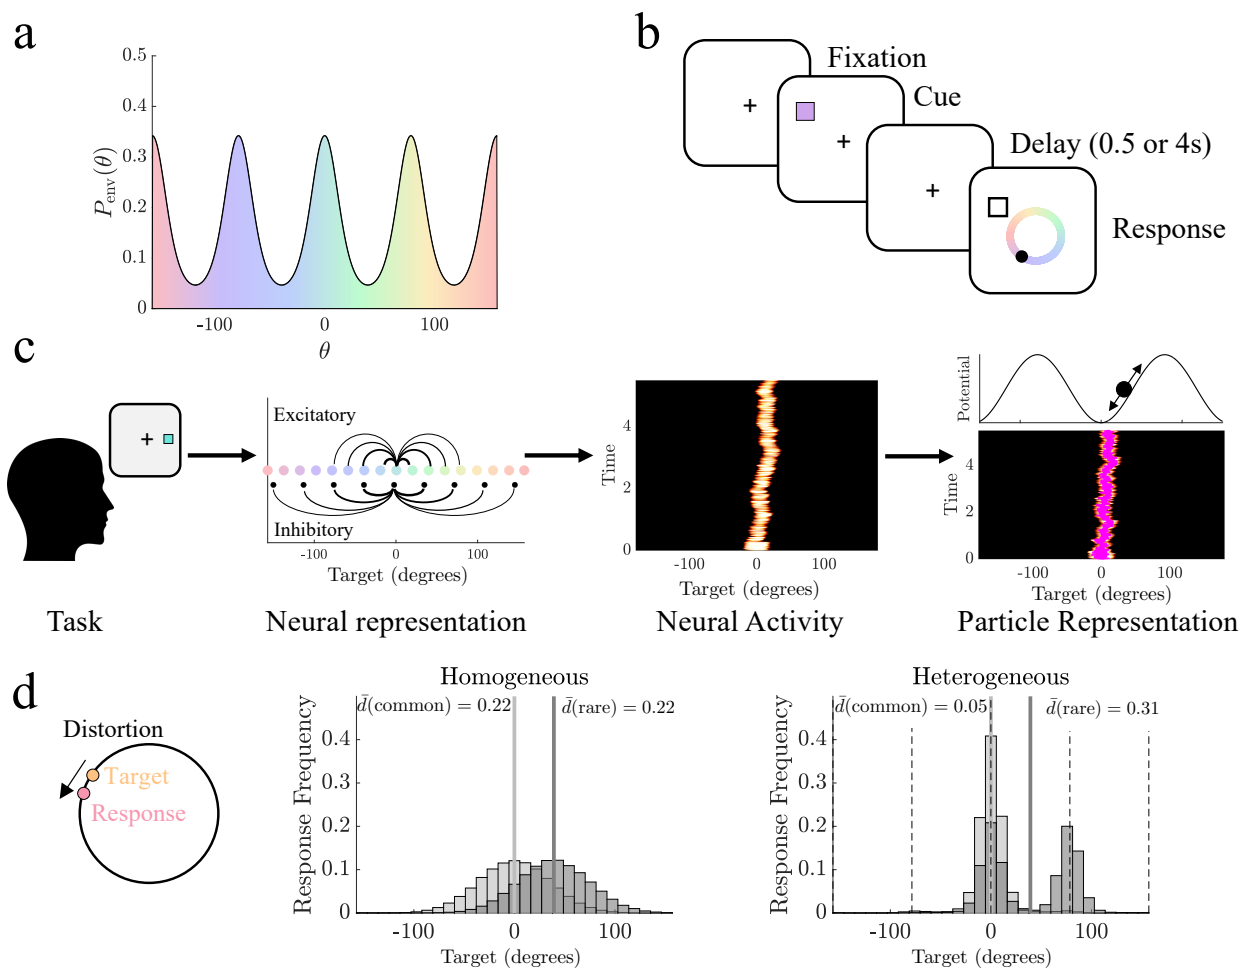 a
0.5
0.4
0.3
0.2
0.1
0
P_env(θ)
-100
0
100
θ
b
Fixation
Cue
Delay (0.5 or 4s)
Response
c
Excitatory
Inhibitory
-100
0
100
Target (degrees)
Time
4
2
0
-100
0
100
Target (degrees)
Potential
Time
4
2
0
-100
0
100
Target (degrees)
Task
Neural representation
Neural Activity
Particle Representation
d
Distortion
Target
Response
Homogeneous
d̄(common) = 0.22
d̄(rare) = 0.22
Response Frequency
0.4
0.3
0.2
0.1
0
-100
0
100
Target (degrees)
Heterogeneous
d̄(common) = 0.05
d̄(rare) = 0.31
Response Frequency
0.4
0.3
0.2
0.1
0
-100
0
100
Target (degrees)